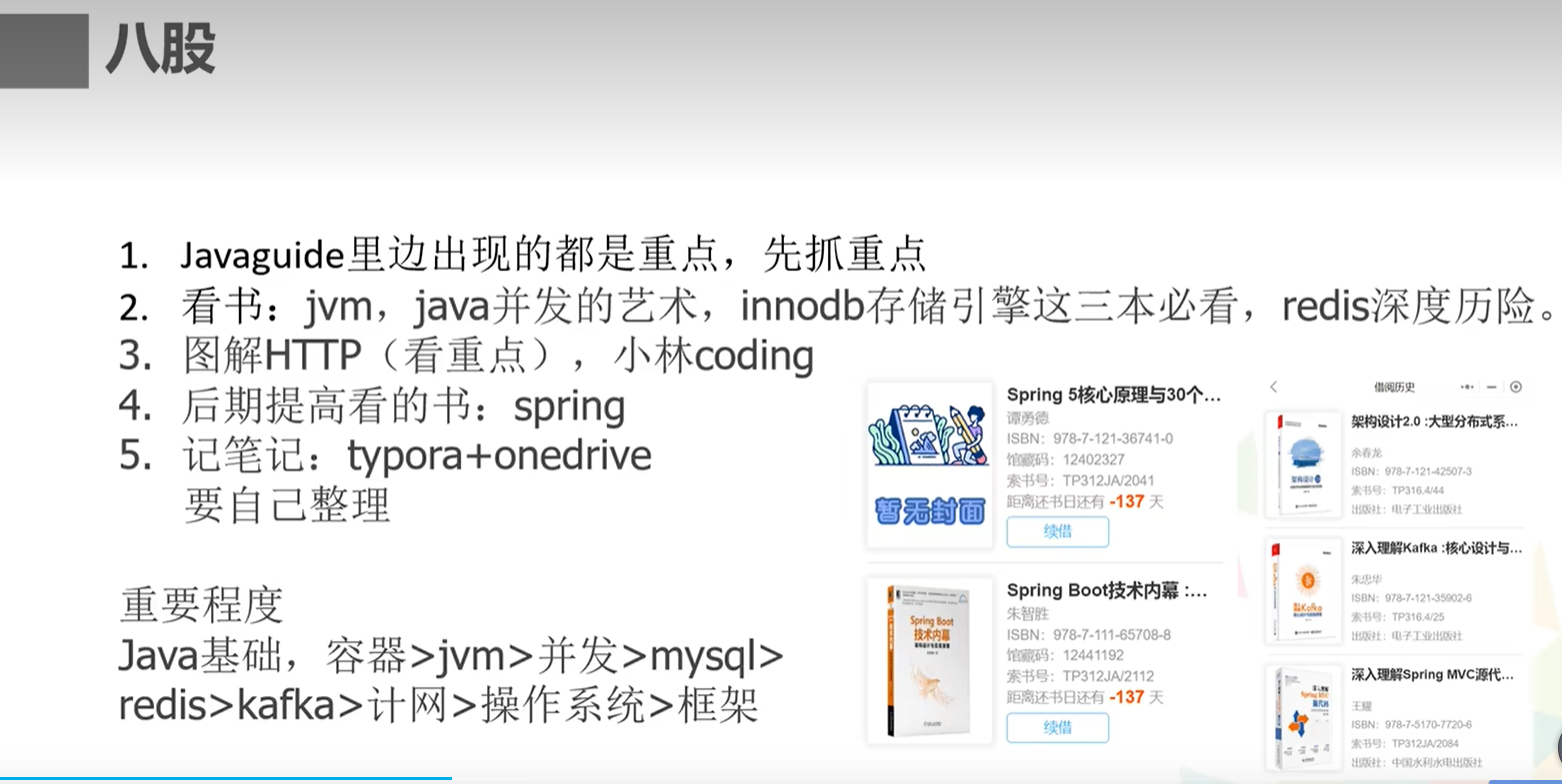 八股
1. Javaguide里边出现的都是重点，先抓重点
2. 看书：jvm，java并发的艺术，innodb存储引擎这三本必看，redis深度历险。
3. 图解HTTP（看重点），小林coding
4. 后期提高看的书：spring
5. 记笔记：typora+onedrive
要自己整理
重要程度
Java基础，容器>jvm>并发>mysql>
redis>kafka>计网>操作系统>框架
暂无封面
Spring 5核心原理与30个...
谭勇德
ISBN：978-7-121-36741-0
馆藏码：12402327
索书号：TP312JA/2041
距离还书日还有 -137 天
续借
Spring Boot
技术内幕
Spring Boot技术内幕 :...
朱智胜
ISBN：978-7-111-65708-8
馆藏码：12441192
索书号：TP312JA/2112
距离还书日还有 -137 天
续借
借阅历史
架构设计2.0 :大型分布式系...
余春龙
ISBN：978-7-121-42507-3
索书号：TP316.4/44
出版社：电子工业出版社
深入理解Kafka :核心设计与...
朱忠华
ISBN：978-7-121-35902-6
索书号：TP316.4/25
出版社：电子工业出版社
深入理解Spring MVC源代...
王耀
ISBN：978-7-5170-7720-6
索书号：TP312JA/2084
出版社：中国水利水电出版社